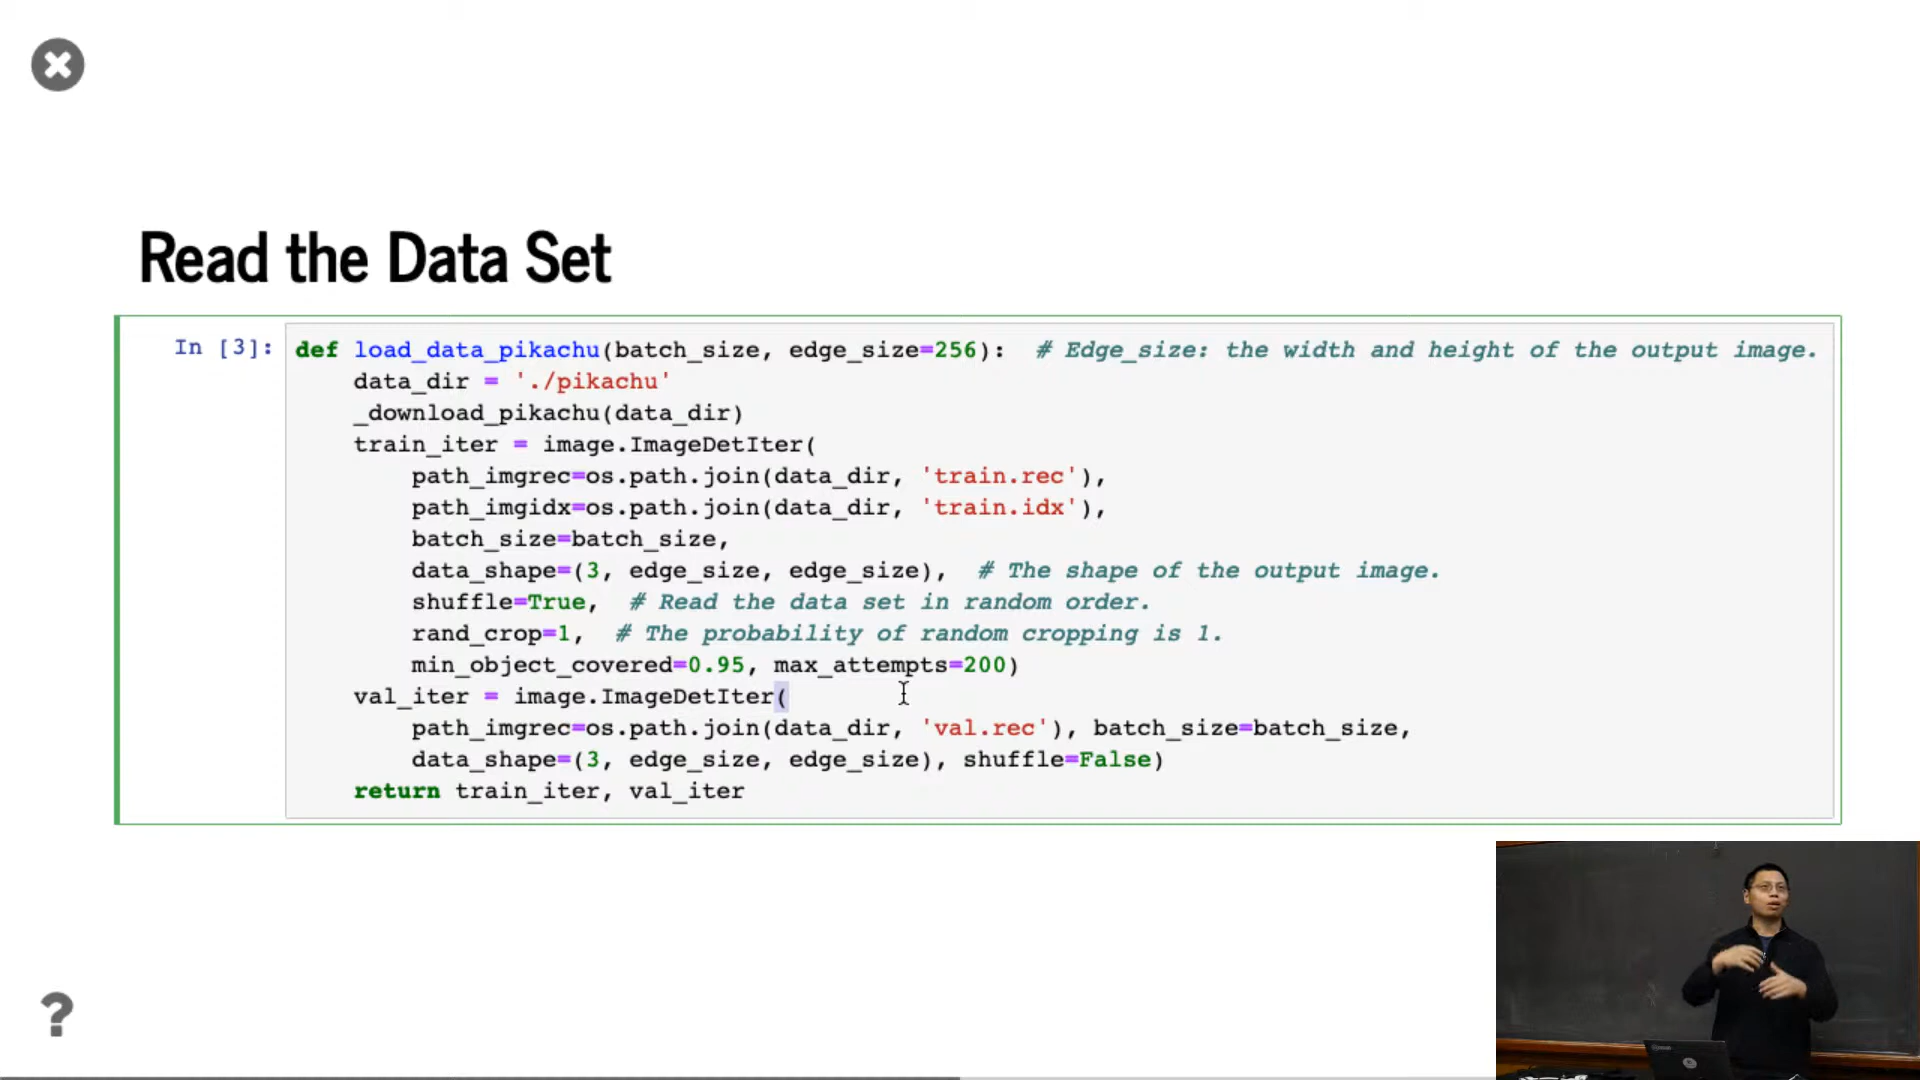 Read the Data Set
In [3]: def load_data_pikachu(batch_size, edge_size=256):  # Edge_size: the width and height of the output image.
    data_dir = './pikachu'
    _download_pikachu(data_dir)
    train_iter = image.ImageDetIter(
        path_imgrec=os.path.join(data_dir, 'train.rec'),
        path_imgidx=os.path.join(data_dir, 'train.idx'),
        batch_size=batch_size,
        data_shape=(3, edge_size, edge_size),  # The shape of the output image.
        shuffle=True,  # Read the data set in random order.
        rand_crop=1,  # The probability of random cropping is 1.
        min_object_covered=0.95, max_attempts=200)
    val_iter = image.ImageDetIter(
        path_imgrec=os.path.join(data_dir, 'val.rec'), batch_size=batch_size,
        data_shape=(3, edge_size, edge_size), shuffle=False)
    return train_iter, val_iter
?